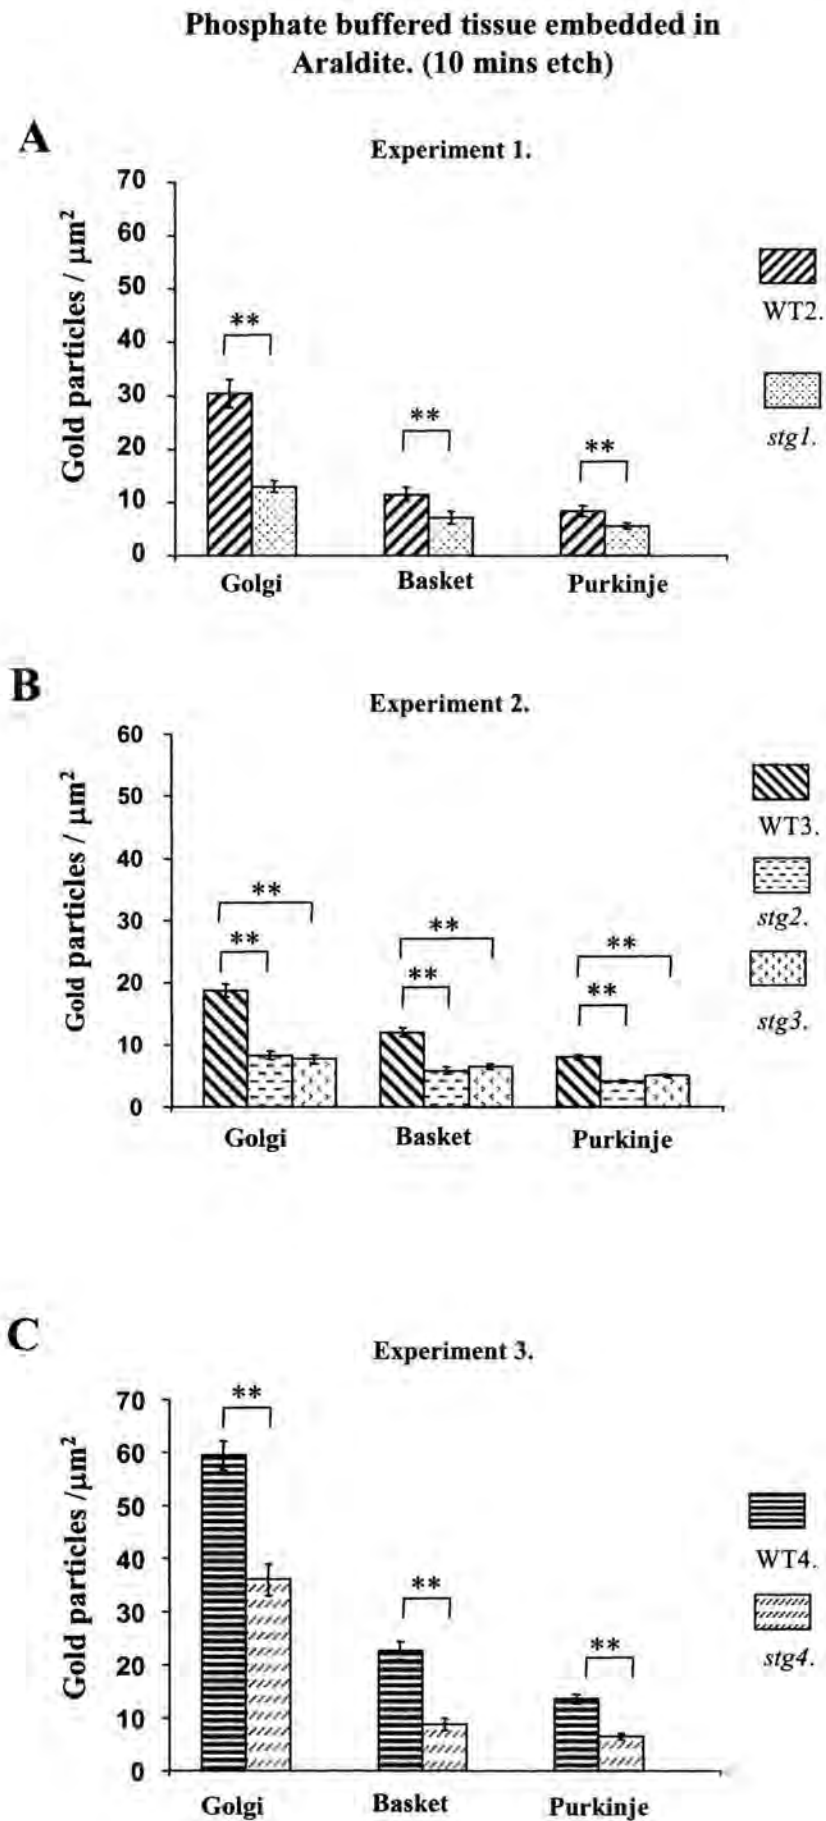 Phosphate buffered tissue embedded in
Araldite. (10 mins etch)
A
Experiment 1.
Gold particles / μm²
70
60
50
40
30
20
10
0
**
**
**
Golgi
Basket
Purkinje
WT2.
stg1.
B
Experiment 2.
Gold particles / μm²
60
50
40
30
20
10
0
**
**
**
**
**
**
Golgi
Basket
Purkinje
WT3.
stg2.
stg3.
C
Experiment 3.
Gold particles /μm²
70
60
50
40
30
20
10
0
**
**
**
Golgi
Basket
Purkinje
WT4.
stg4.